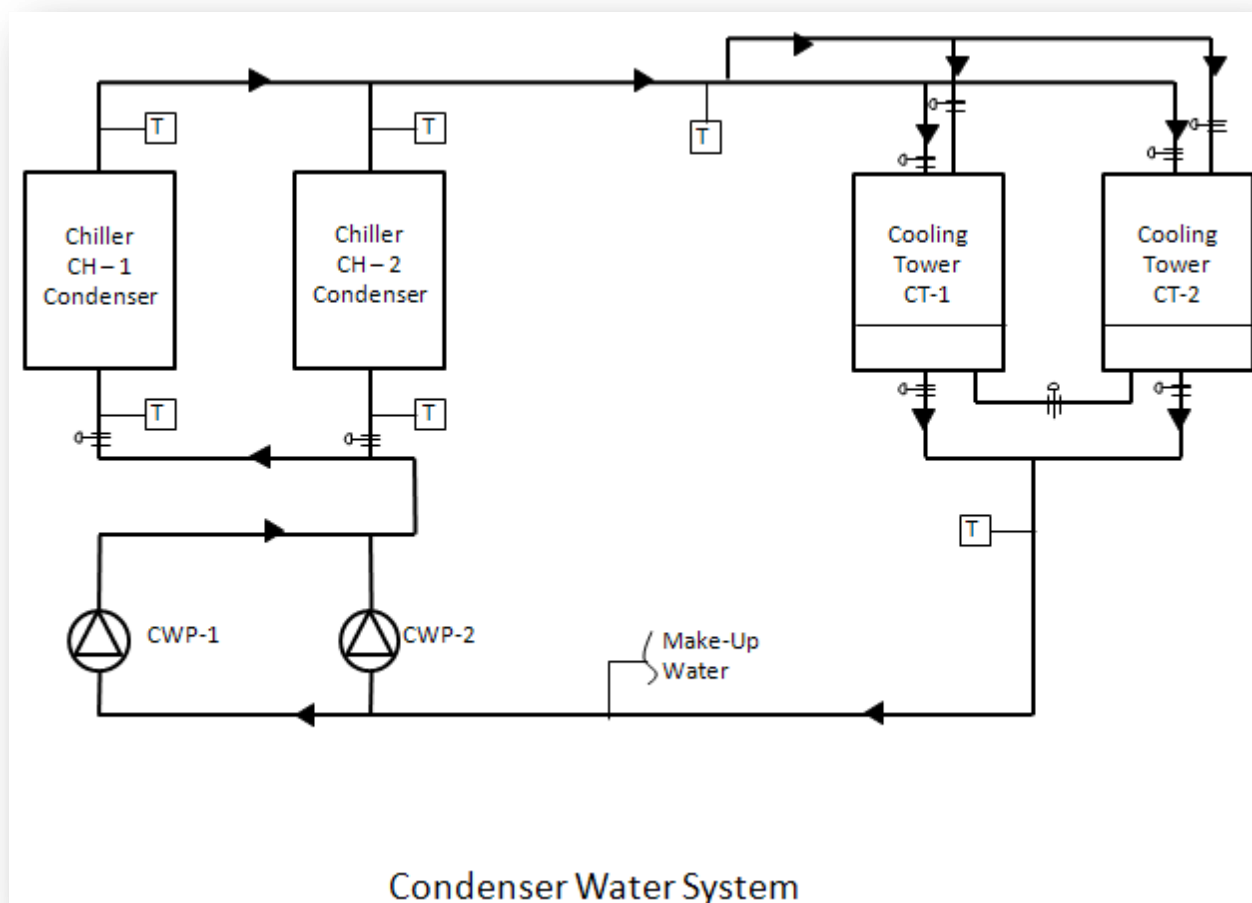 T
T
T
Chiller
CH – 1
Condenser
Chiller
CH – 2
Condenser
Cooling
Tower
CT-1
Cooling
Tower
CT-2
T
T
T
CWP-1
CWP-2
Make-Up
Water
Condenser Water System